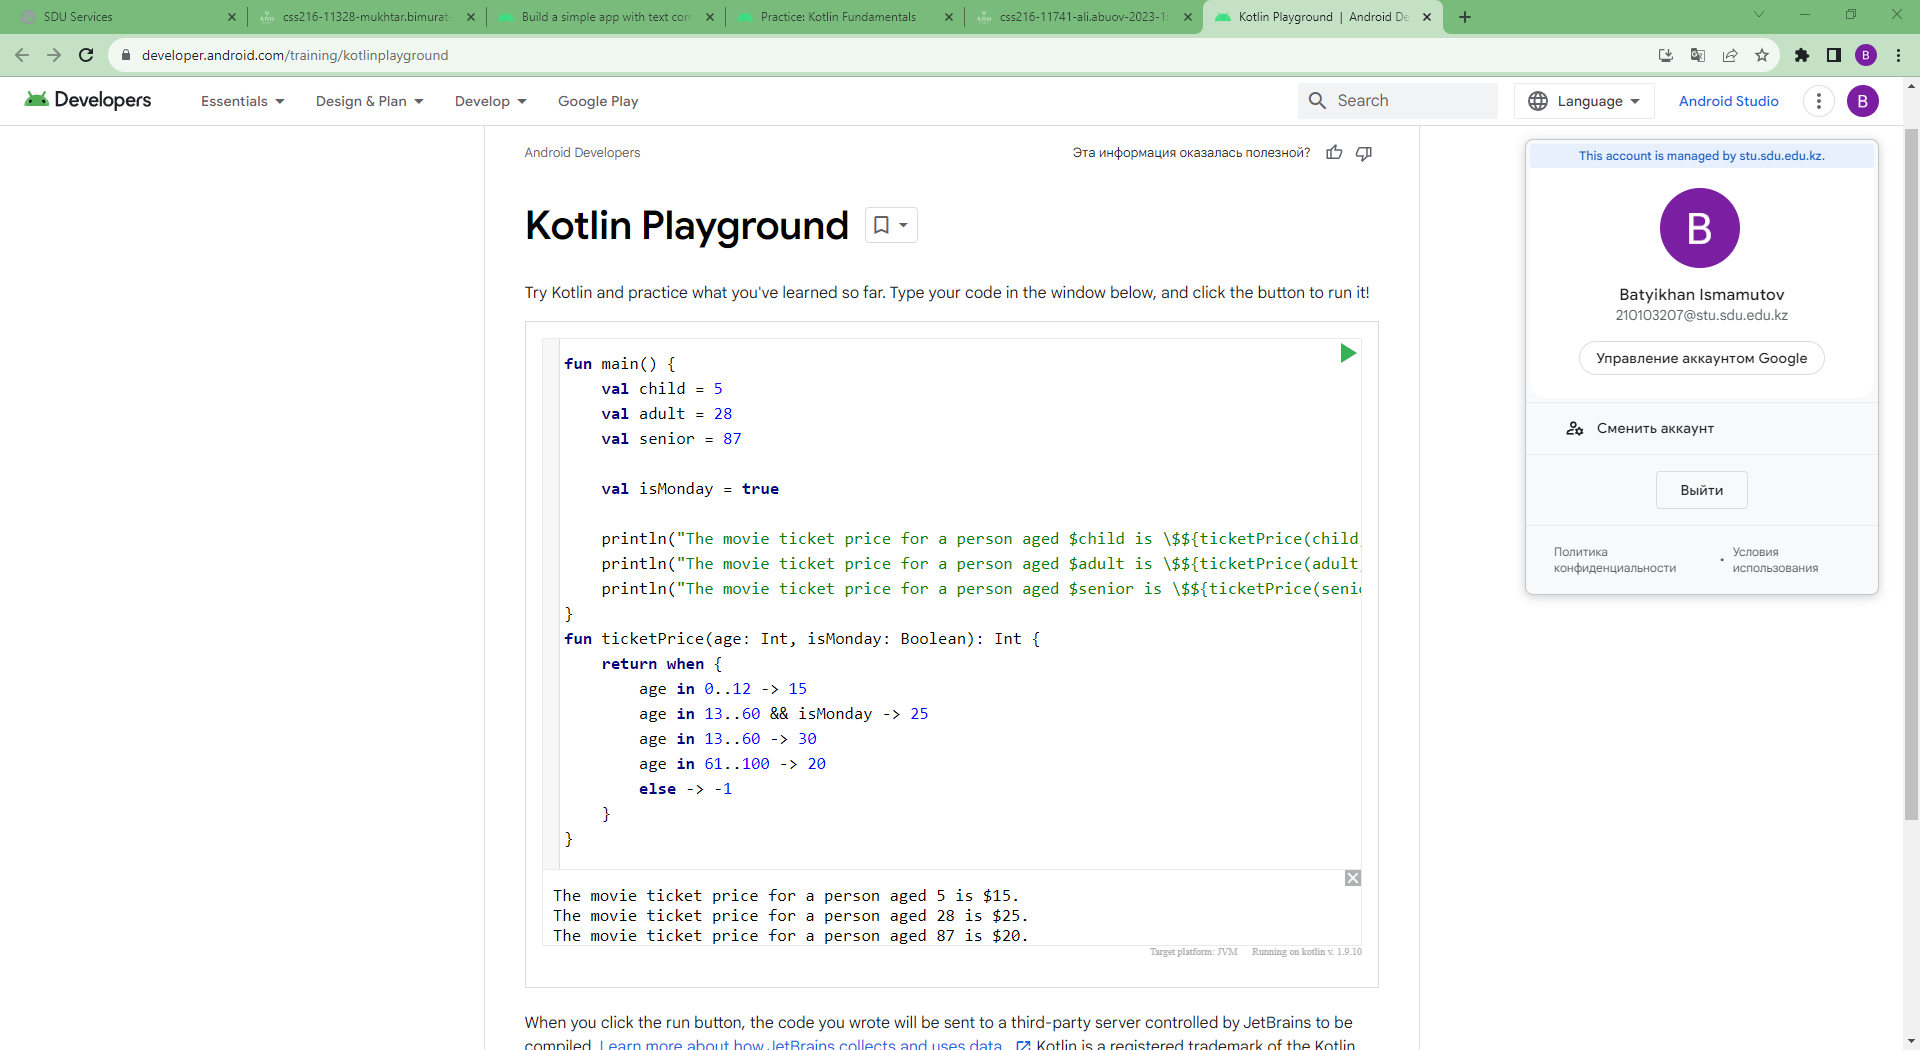 SDU Services
css216-11328-mukhtar.bimurat-
Build a simple app with text com
Practice: Kotlin Fundamentals
css216-11741-ali.abuov-2023-1
Kotlin Playground | Android De
developer.android.com/training/kotlinplayground
B
Developers
Essentials
Design & Plan
Develop
Google Play
Search
Language
Android Studio
B
Android Developers
Эта информация оказалась полезной?
Kotlin Playground
Try Kotlin and practice what you've learned so far. Type your code in the window below, and click the button to run it!
fun main() {
    val child = 5
    val adult = 28
    val senior = 87
    val isMonday = true
    println("The movie ticket price for a person aged $child is \$${ticketPrice(child,
    println("The movie ticket price for a person aged $adult is \$${ticketPrice(adult,
    println("The movie ticket price for a person aged $senior is \$${ticketPrice(senio
}
fun ticketPrice(age: Int, isMonday: Boolean): Int {
    return when {
        age in 0..12 -> 15
        age in 13..60 && isMonday -> 25
        age in 13..60 -> 30
        age in 61..100 -> 20
        else -> -1
    }
}
The movie ticket price for a person aged 5 is $15.
The movie ticket price for a person aged 28 is $25.
The movie ticket price for a person aged 87 is $20.
Target platform: JVM Running on kotlin v. 1.9.10
When you click the run button, the code you wrote will be sent to a third-party server controlled by JetBrains to be
compiled. Learn more about how JetBrains collects and uses data. Kotlin is a registered trademark of the Kotlin
This account is managed by stu.sdu.edu.kz.
B
Batyikhan Ismamutov
210103207@stu.sdu.edu.kz
Управление аккаунтом Google
Сменить аккаунт
Выйти
Политика
конфиденциальности
·
Условия
использования